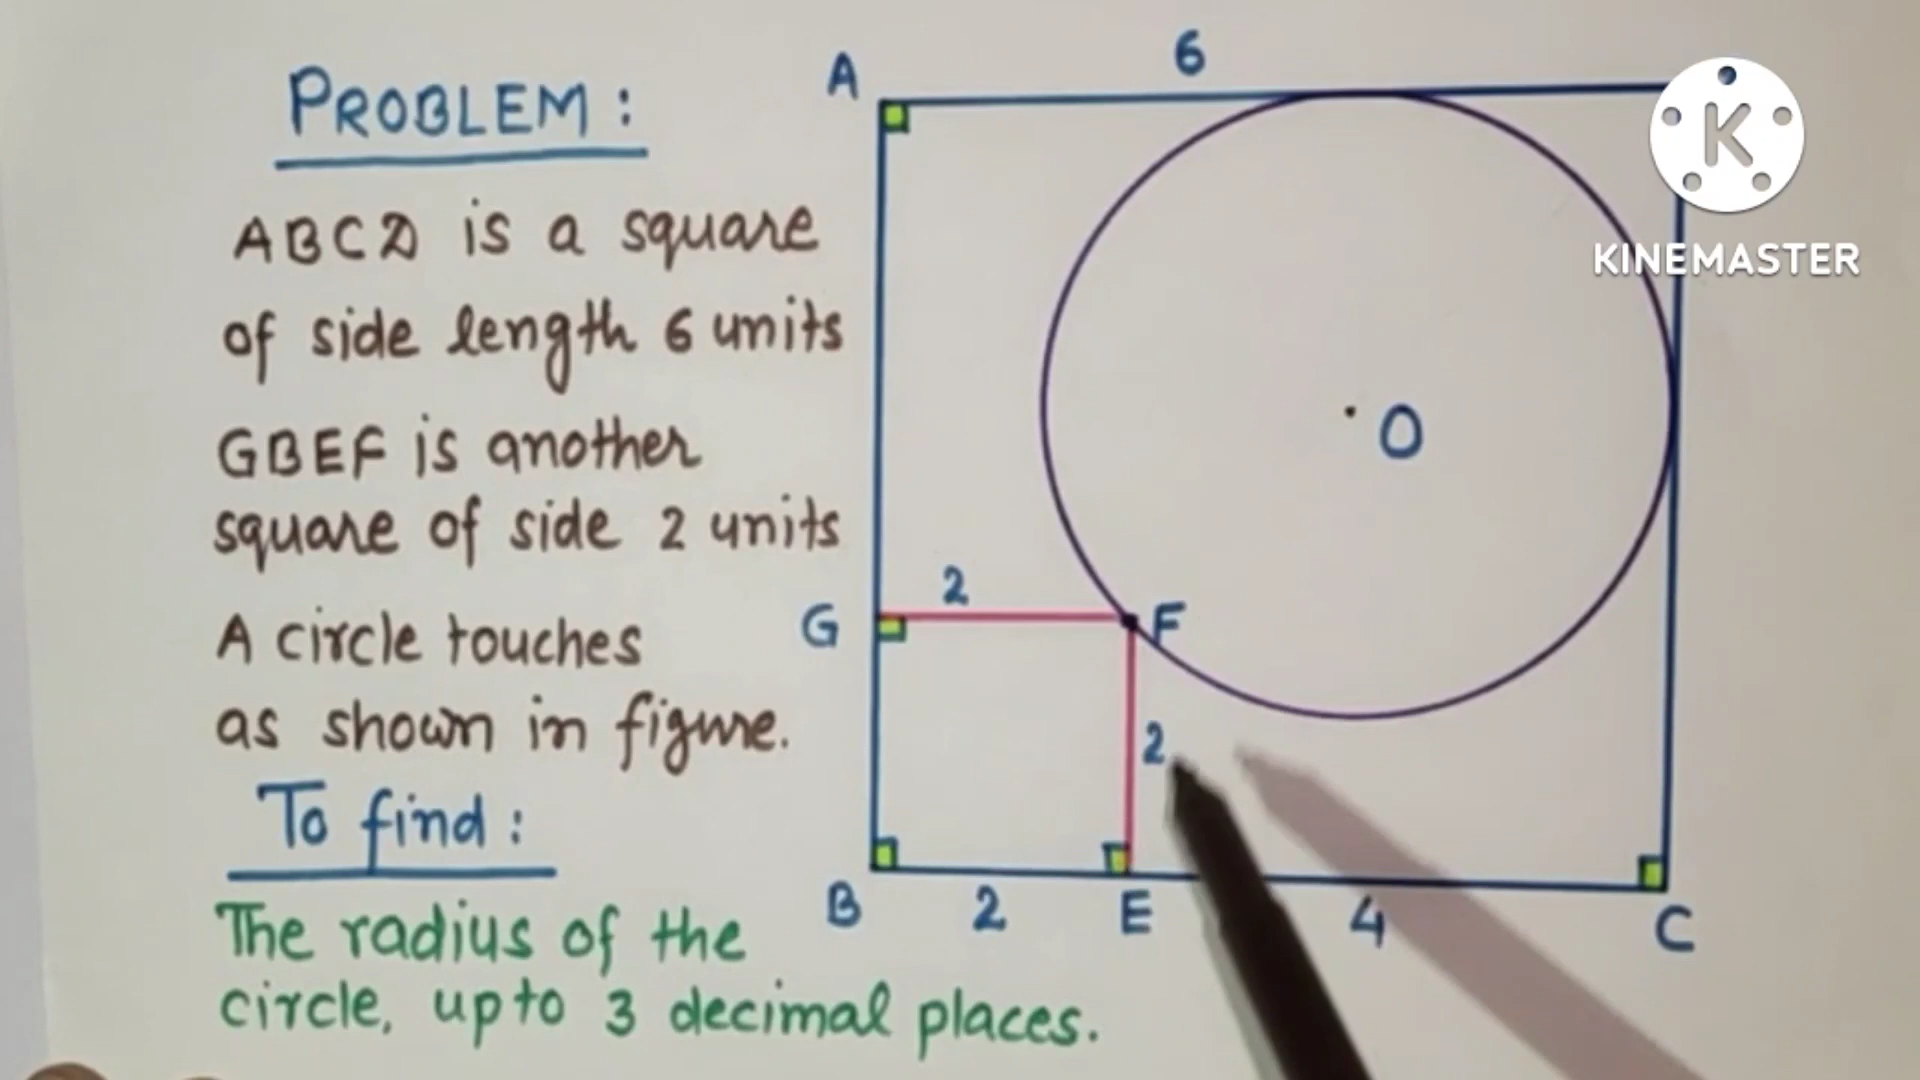 PROBLEM:
ABCD is a square
of side length 6 units
GBEF is another
square of side 2 units
A circle touches
as shown in figure.
To find:
The radius of the
circle, upto 3 decimal places.
6
A
K
KINEMASTER
O
2
G
F
2
B
2
E
4
C